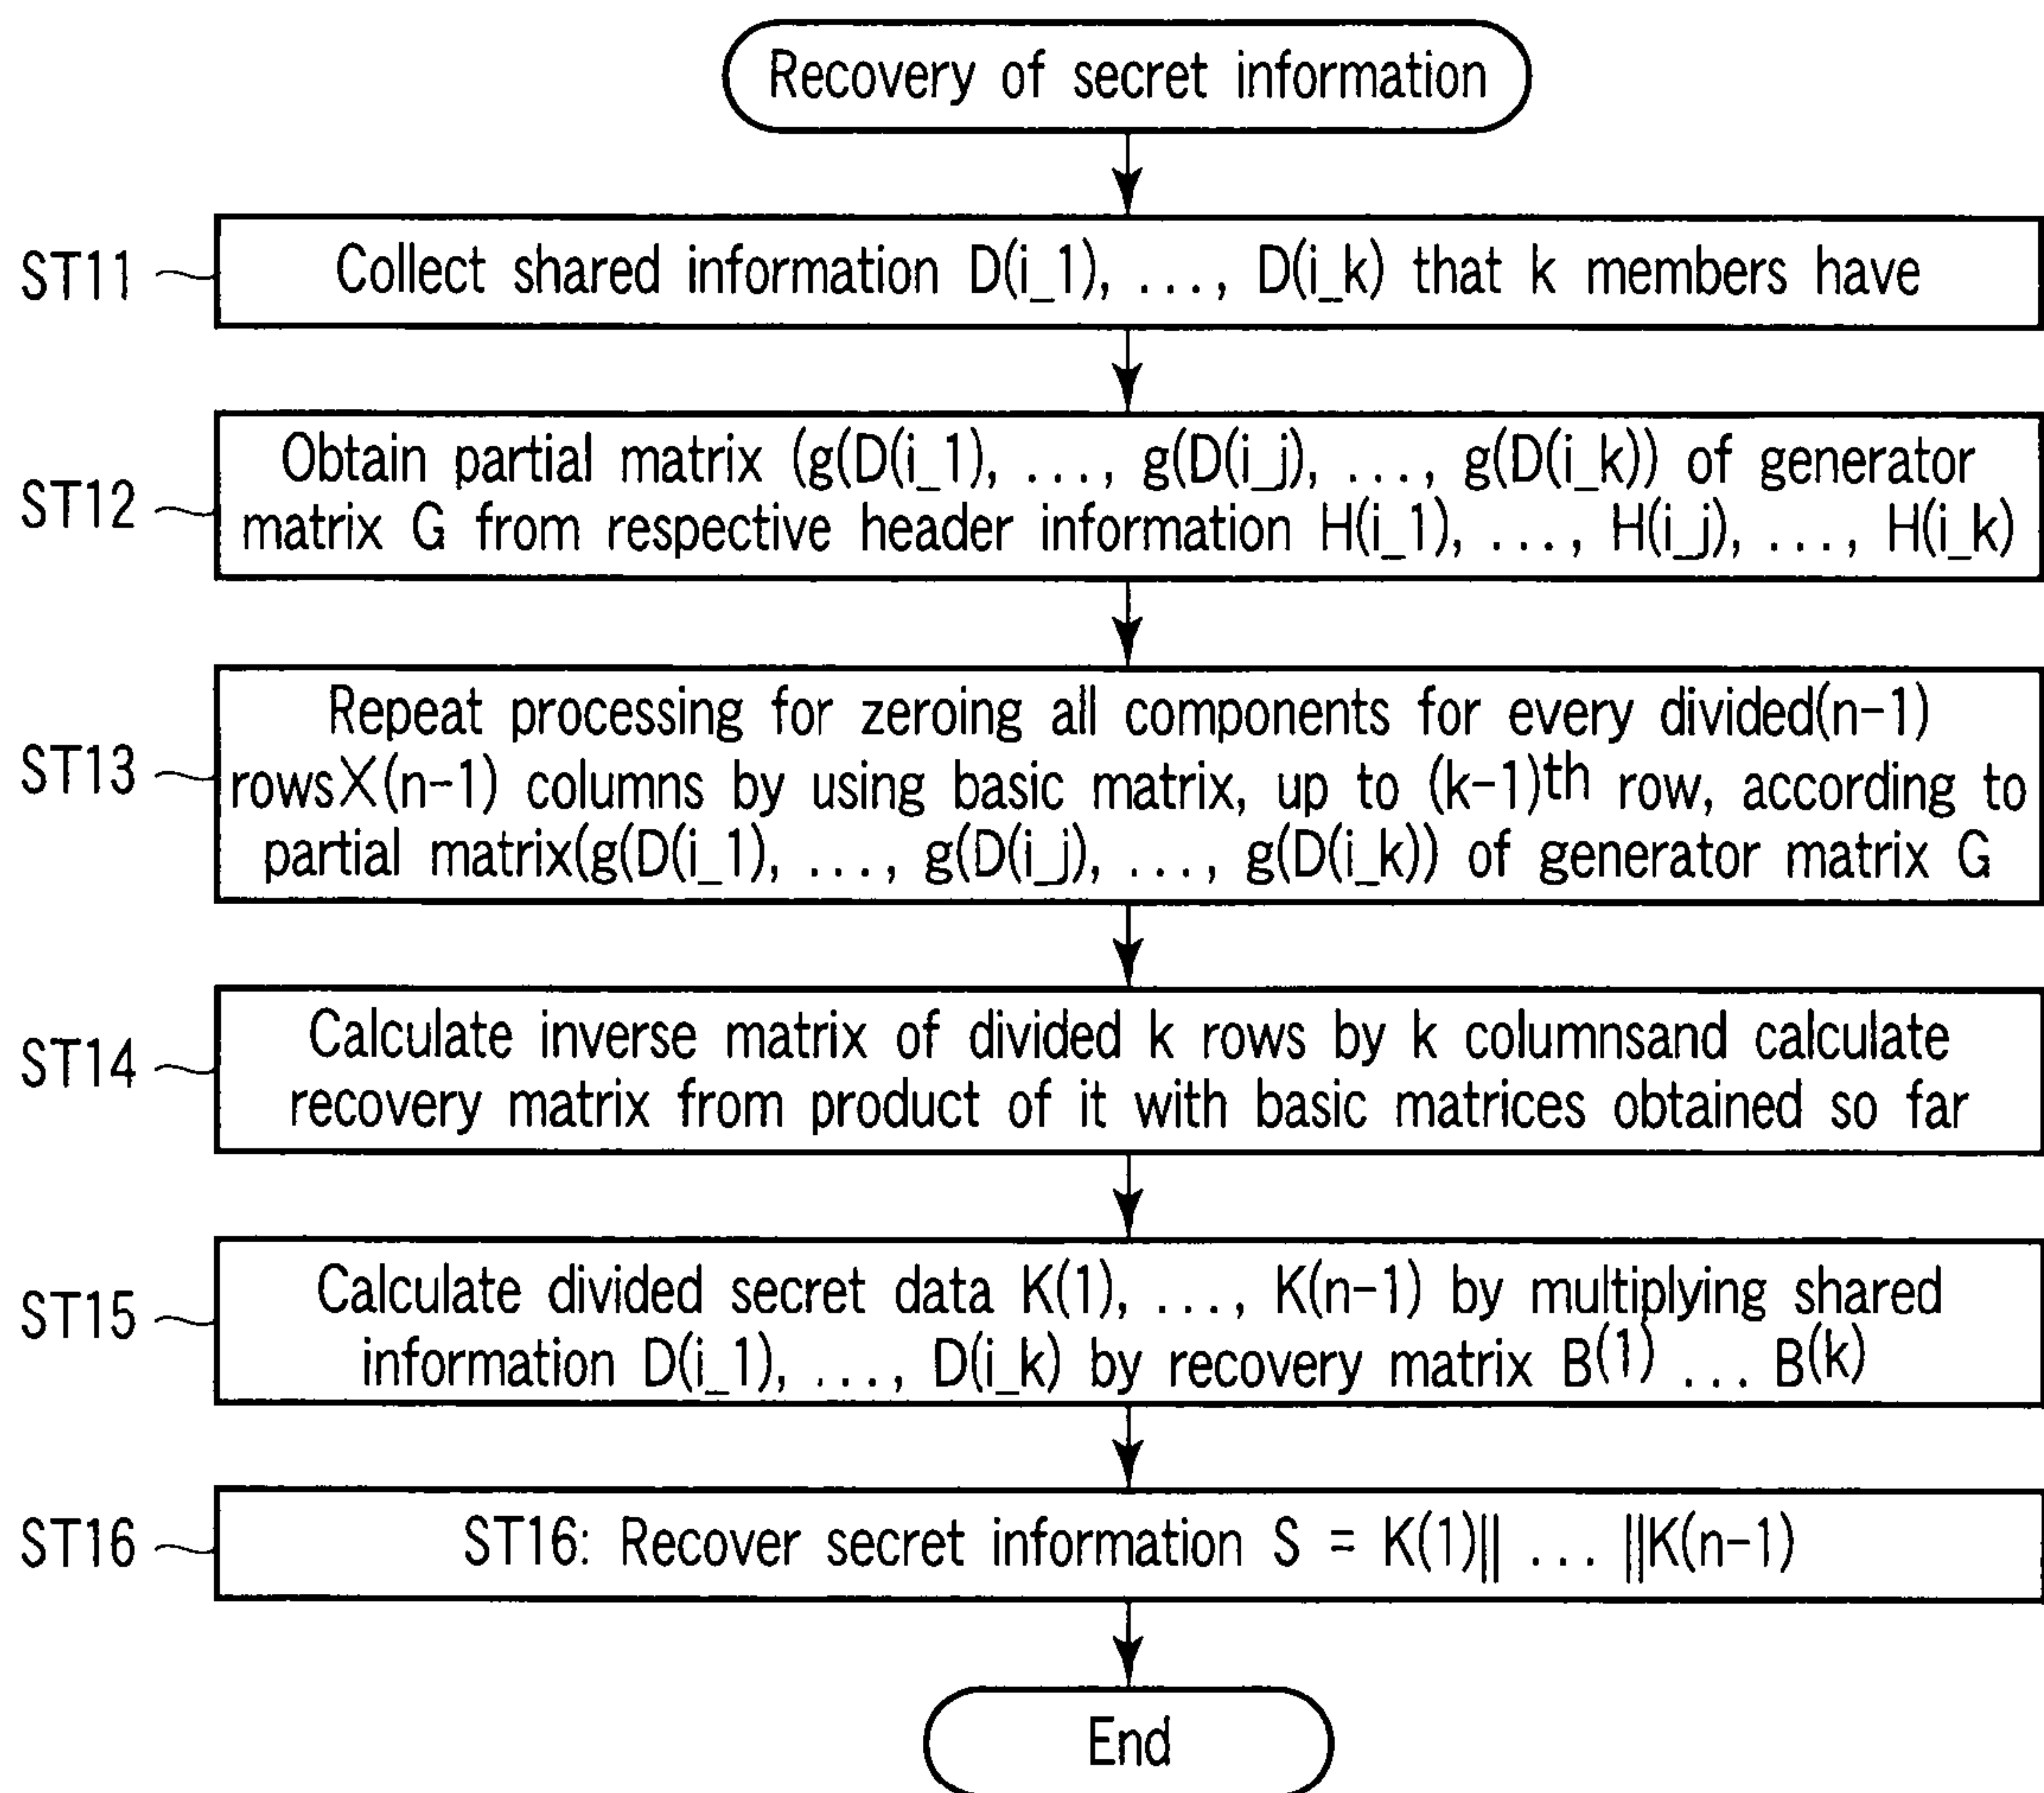 Recovery of secret information
ST11
Collect shared information D(i_1), ..., D(i_k) that k members have
ST12
Obtain partial matrix (g(D(i_1), ..., g(D(i_j), ..., g(D(i_k)) of generator
matrix G from respective header information H(i_1), ..., H(i_j), ..., H(i_k)
ST13
Repeat processing for zeroing all components for every divided(n-1)
rows×(n-1) columns by using basic matrix, up to (k-1)th row, according to
partial matrix(g(D(i_1), ..., g(D(i_j), ..., g(D(i_k)) of generator matrix G
ST14
Calculate inverse matrix of divided k rows by k columnsand calculate
recovery matrix from product of it with basic matrices obtained so far
ST15
Calculate divided secret data K(1), ..., K(n-1) by multiplying shared
information D(i_1), ..., D(i_k) by recovery matrix B(1) ... B(k)
ST16
ST16: Recover secret information S = K(1)|| ... ||K(n-1)
End